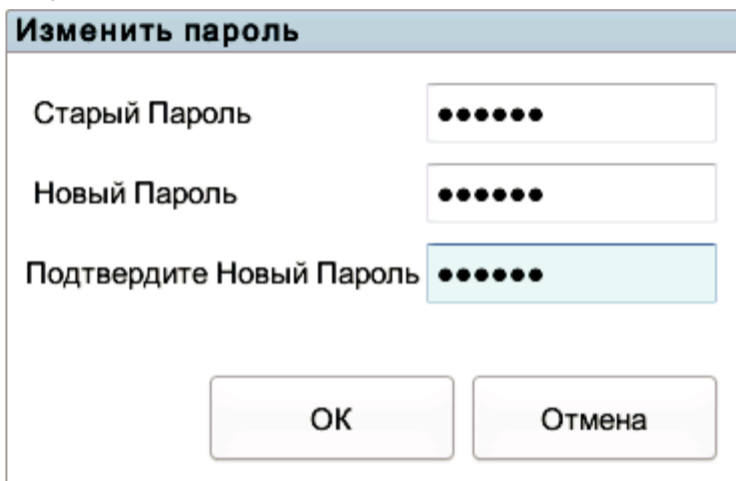 Изменить пароль
Старый Пароль ●●●●●●
Новый Пароль ●●●●●●
Подтвердите Новый Пароль ●●●●●●
ОК Отмена